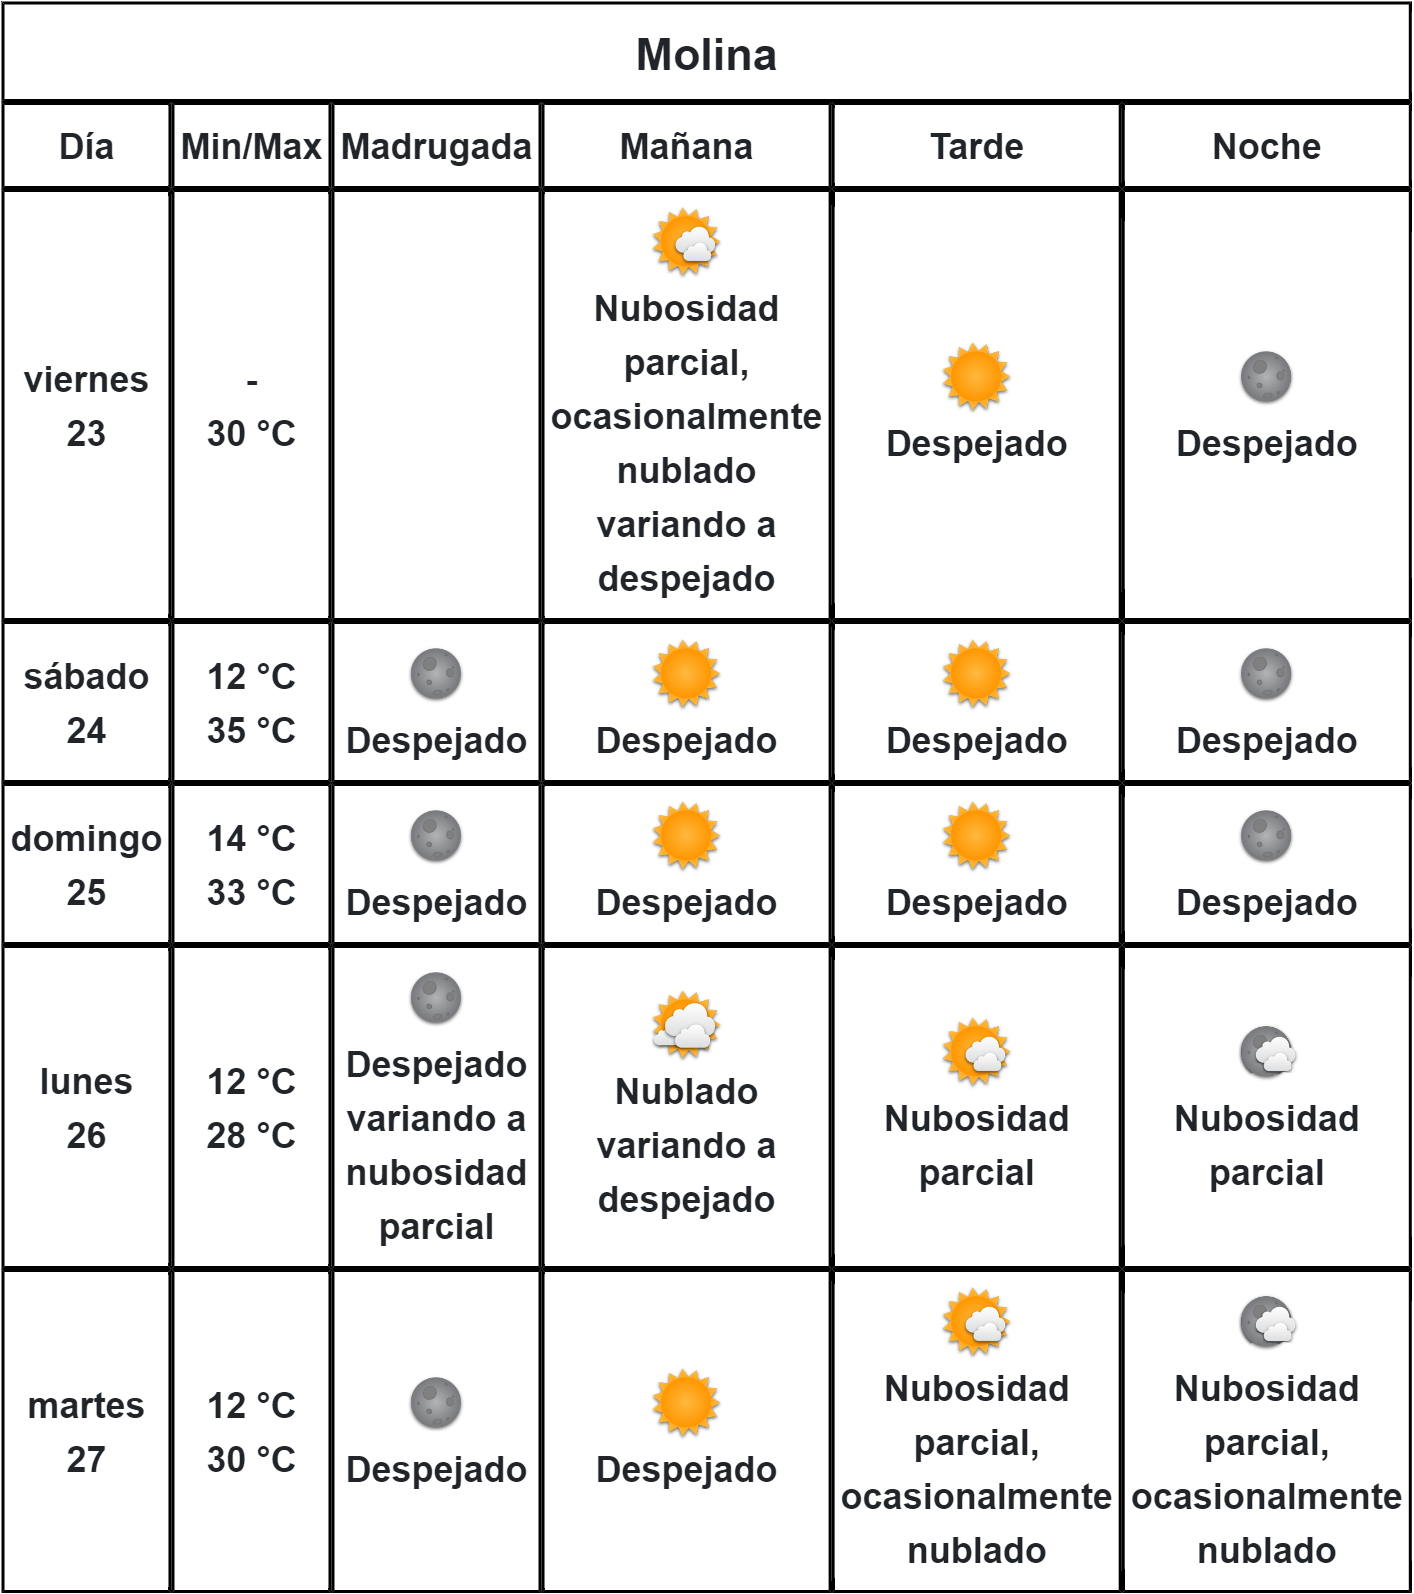 Molina
Día Min/Max Madrugada Mañana Tarde Noche
viernes
23
-
30 °C
Nubosidad
parcial,
ocasionalmente
nublado
variando a
despejado
Despejado
Despejado
sábado
24
12 °C
35 °C
Despejado
Despejado
Despejado
Despejado
domingo
25
14 °C
33 °C
Despejado
Despejado
Despejado
Despejado
lunes
26
12 °C
28 °C
Despejado
variando a
nubosidad
parcial
Nublado
variando a
despejado
Nubosidad
parcial
Nubosidad
parcial
martes
27
12 °C
30 °C
Despejado
Despejado
Nubosidad
parcial,
ocasionalmente
nublado
Nubosidad
parcial,
ocasionalmente
nublado